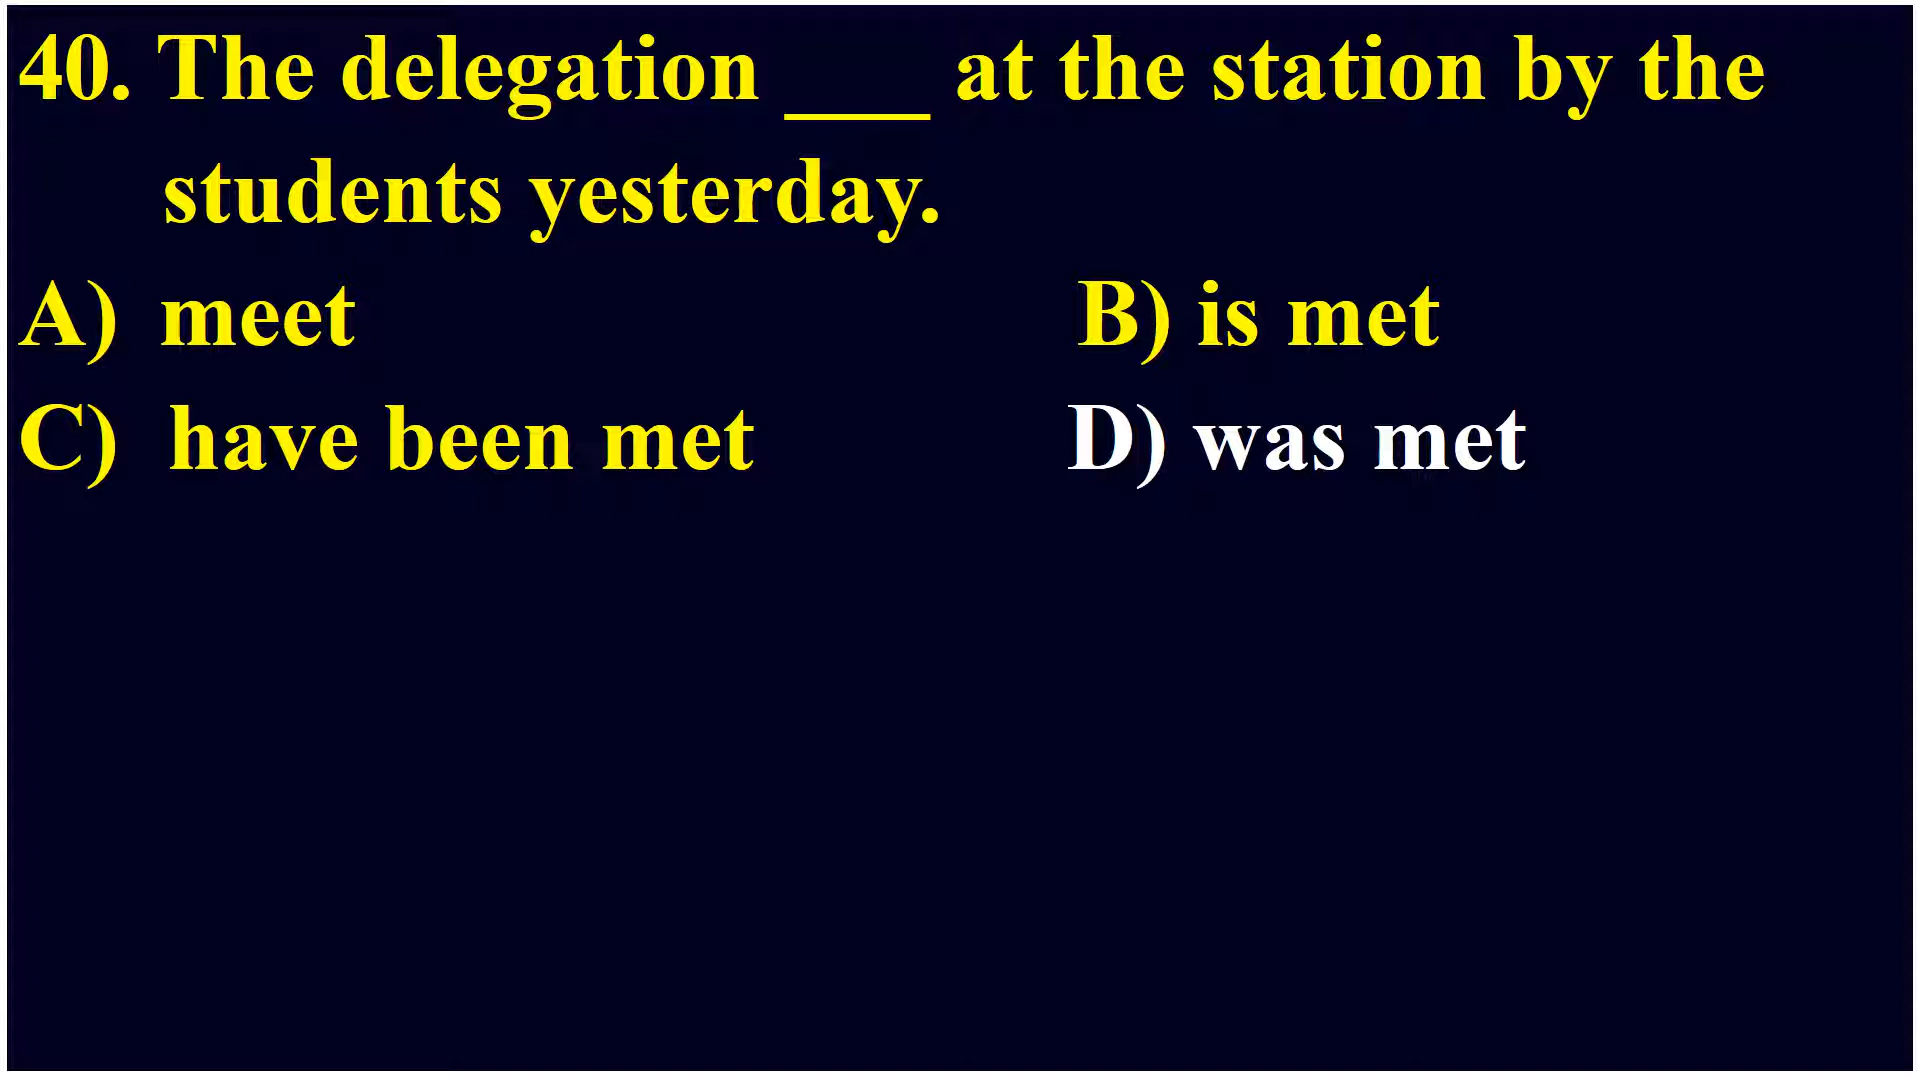 40. The delegation ___ at the station by the
students yesterday.
A) meet B) is met
C) have been met D) was met